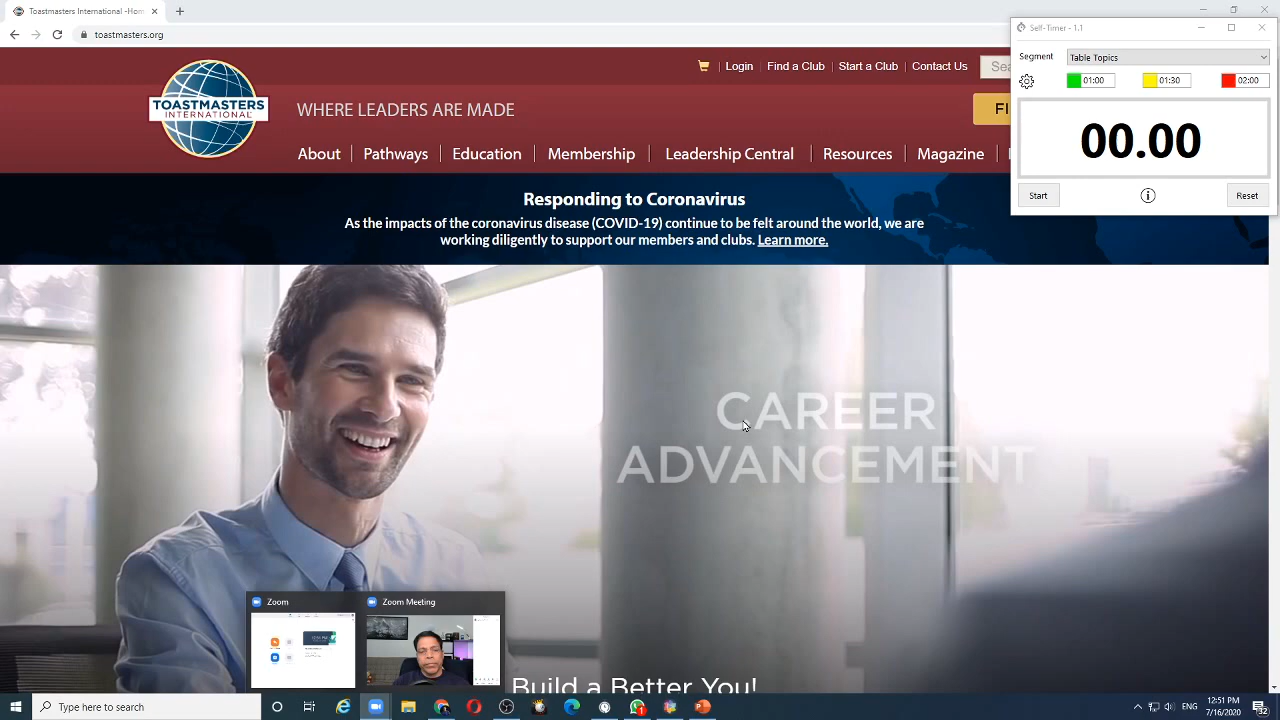 Toastmasters International -Hom
toastmasters.org
Self-Timer - 1.1
Segment
Table Topics
01:00
01:30
02:00
00.00
Start
Reset
Login
Find a Club
Start a Club
Contact Us
Sea
TOASTMASTERS
INTERNATIONAL
WHERE LEADERS ARE MADE
FI
About
Pathways
Education
Membership
Leadership Central
Resources
Magazine
Responding to Coronavirus
As the impacts of the coronavirus disease (COVID-19) continue to be felt around the world, we are
working diligently to support our members and clubs. Learn more.
CAREER
ADVANCEMENT
Zoom
Zoom Meeting
Build a Better You!
Type here to search
ENG
12:51 PM
7/16/2020